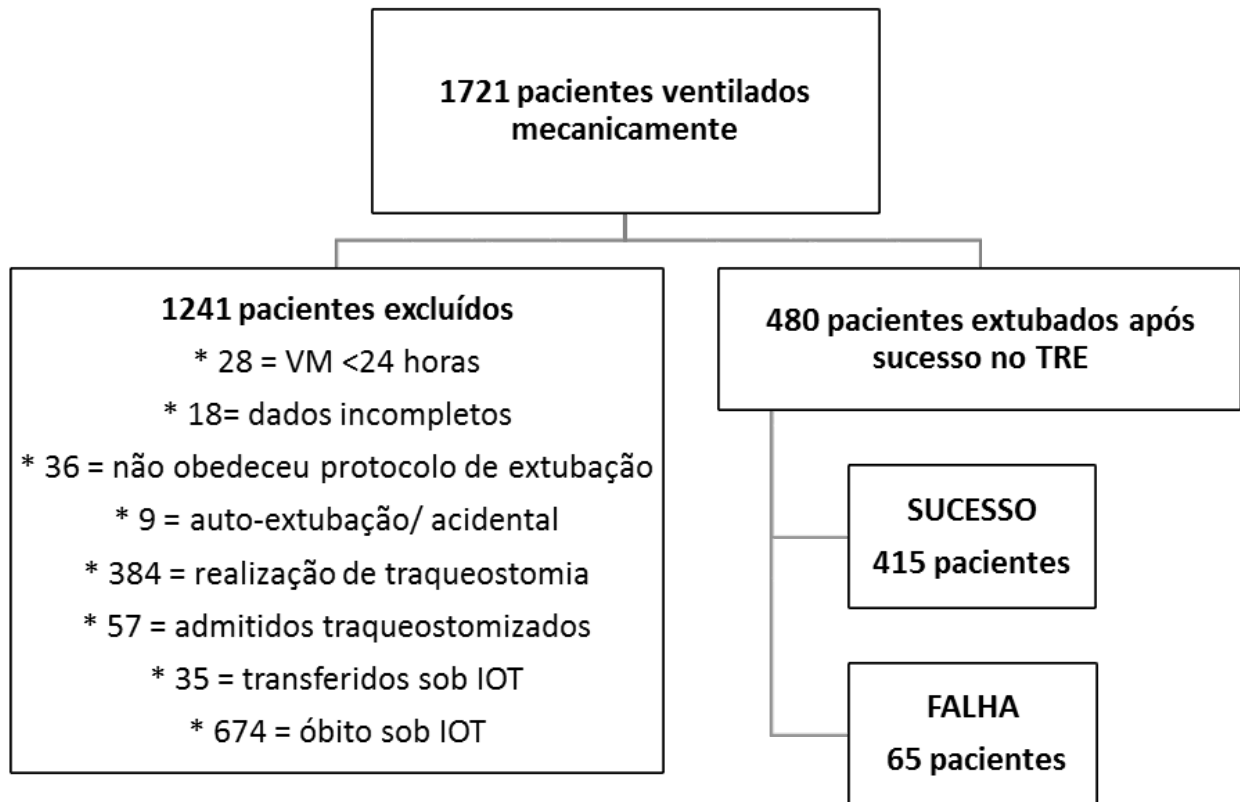 1721 pacientes ventilados
mecanicamente
1241 pacientes excluídos
* 28 = VM <24 horas
* 18= dados incompletos
* 36 = não obedeceu protocolo de extubação
* 9 = auto-extubação/ acidental
* 384 = realização de traqueostomia
* 57 = admitidos traqueostomizados
* 35 = transferidos sob IOT
* 674 = óbito sob IOT
480 pacientes extubados após
sucesso no TRE
SUCESSO
415 pacientes
FALHA
65 pacientes